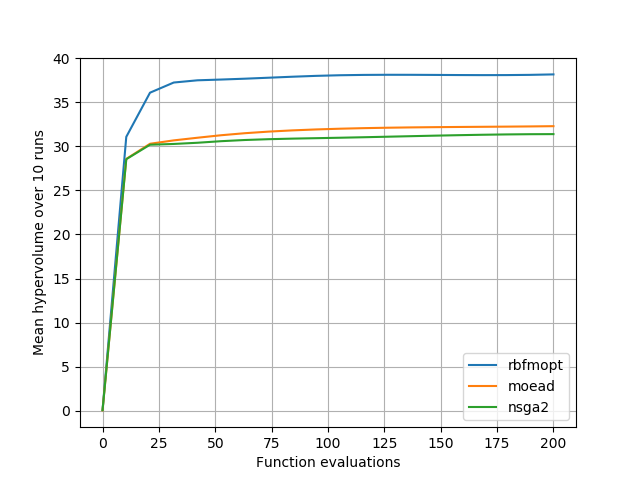 40
35
30
25
20
15
10
5
0
Mean hypervolume over 10 runs
rbfmopt
moead
nsga2
0 25 50 75 100 125 150 175 200
Function evaluations